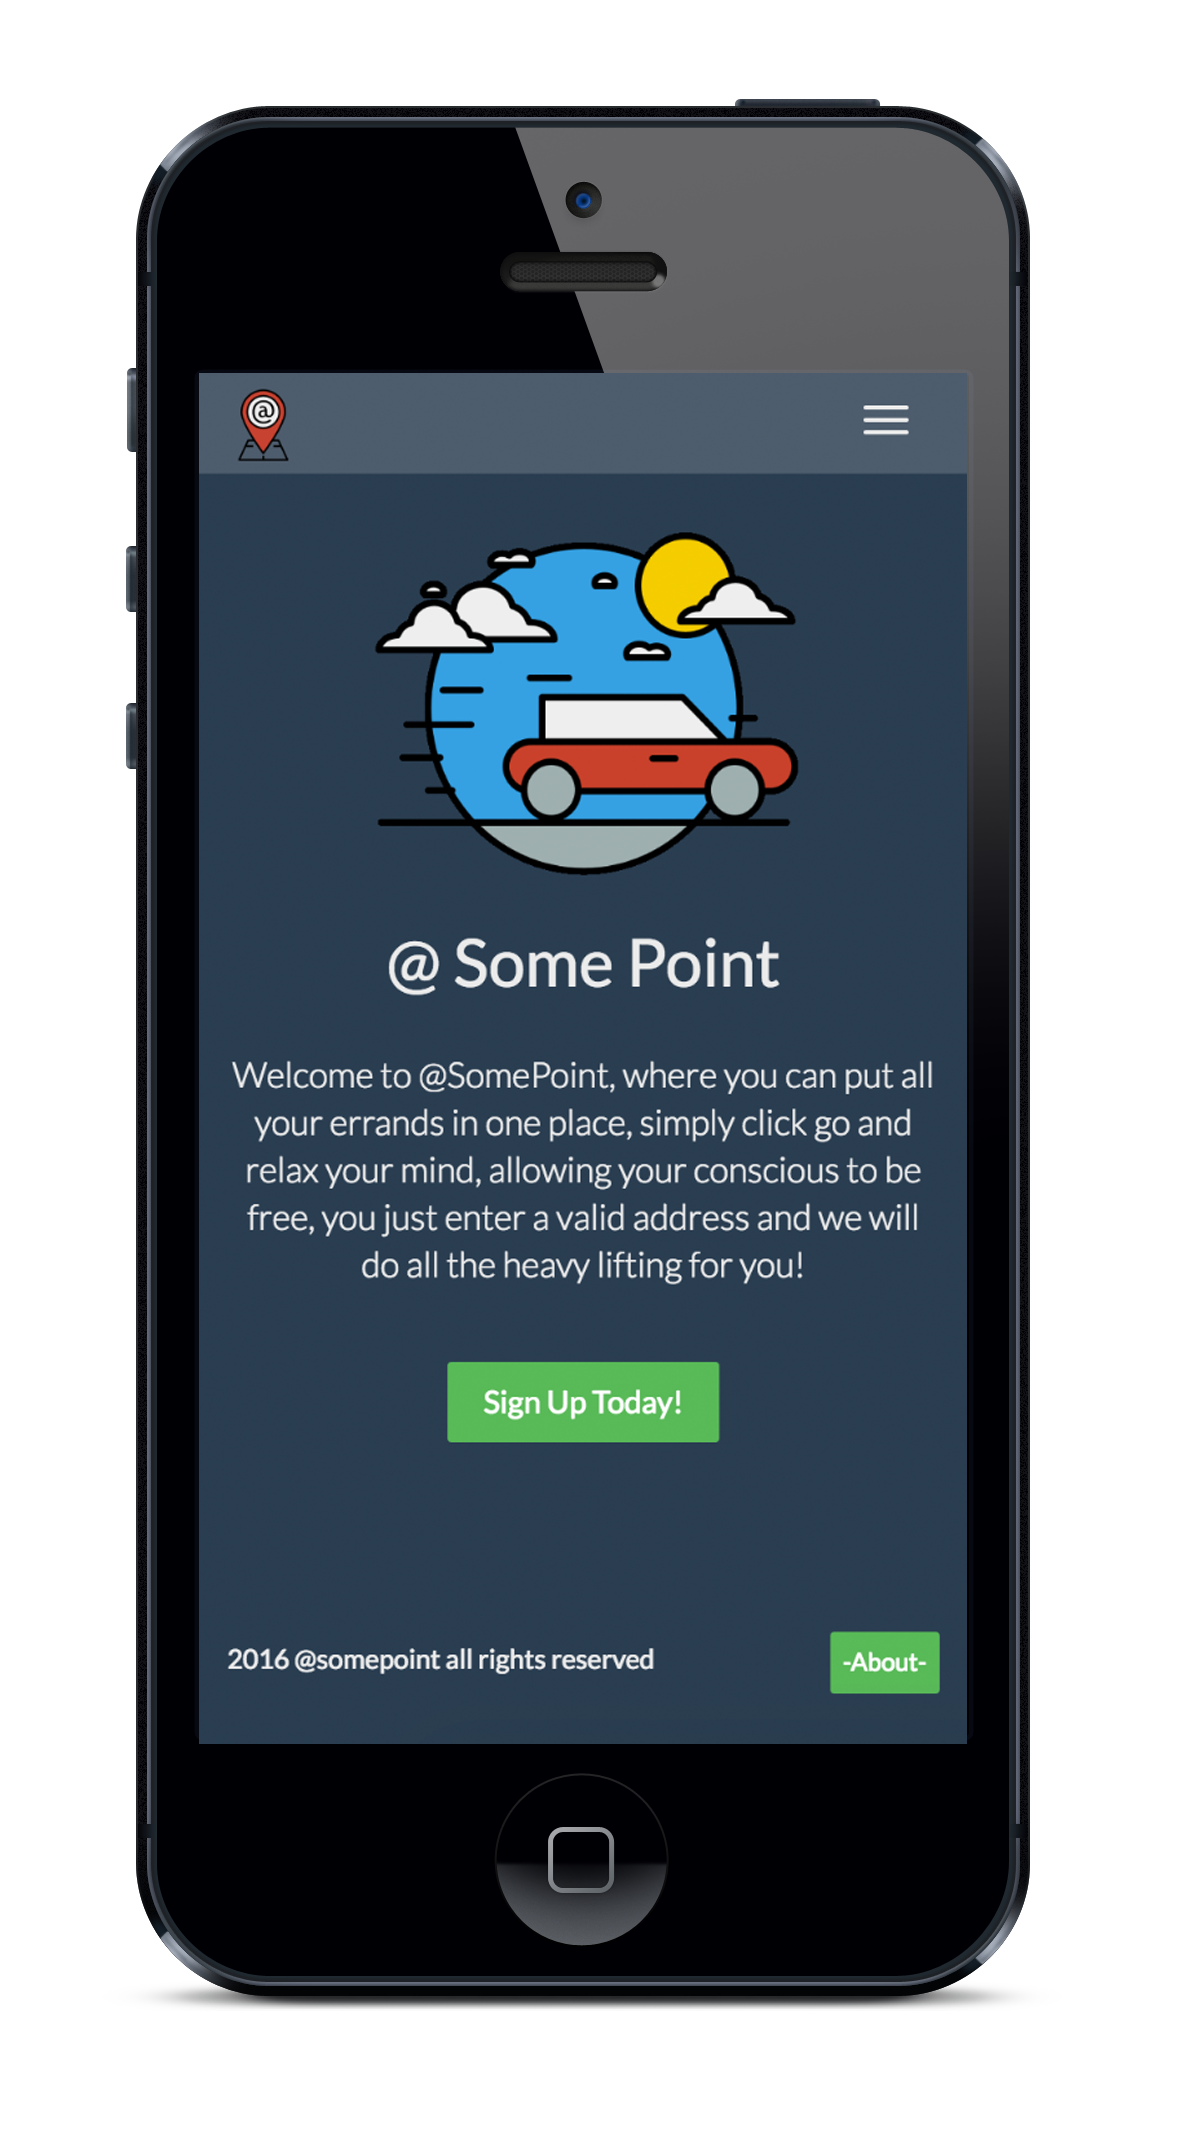 @
@ Some Point
Welcome to @SomePoint, where you can put all
your errands in one place, simply click go and
relax your mind, allowing your conscious to be
free, you just enter a valid address and we will
do all the heavy lifting for you!
Sign Up Today!
2016 @somepoint all rights reserved
-About-